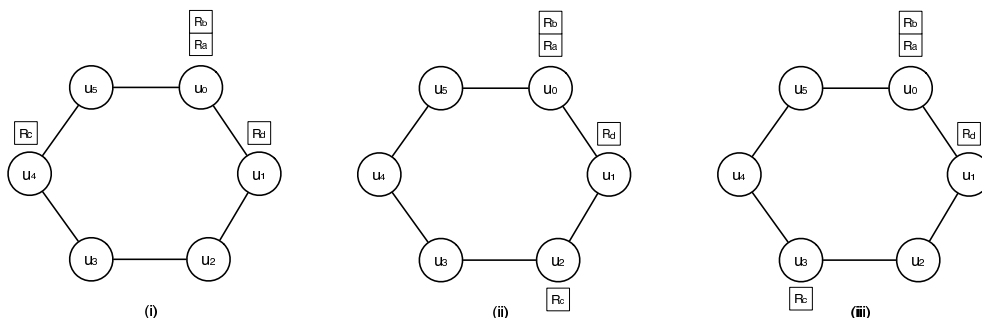 Rb Rb Rb
Ra Ra Ra
u5 u0 u5 u0 u5 u0
Rc Rd Rd Rd
u4 u1 u4 u1 u4 u1
u3 u2 u3 u2 u3 u2
Rc Rc
(i) (ii) (iii)